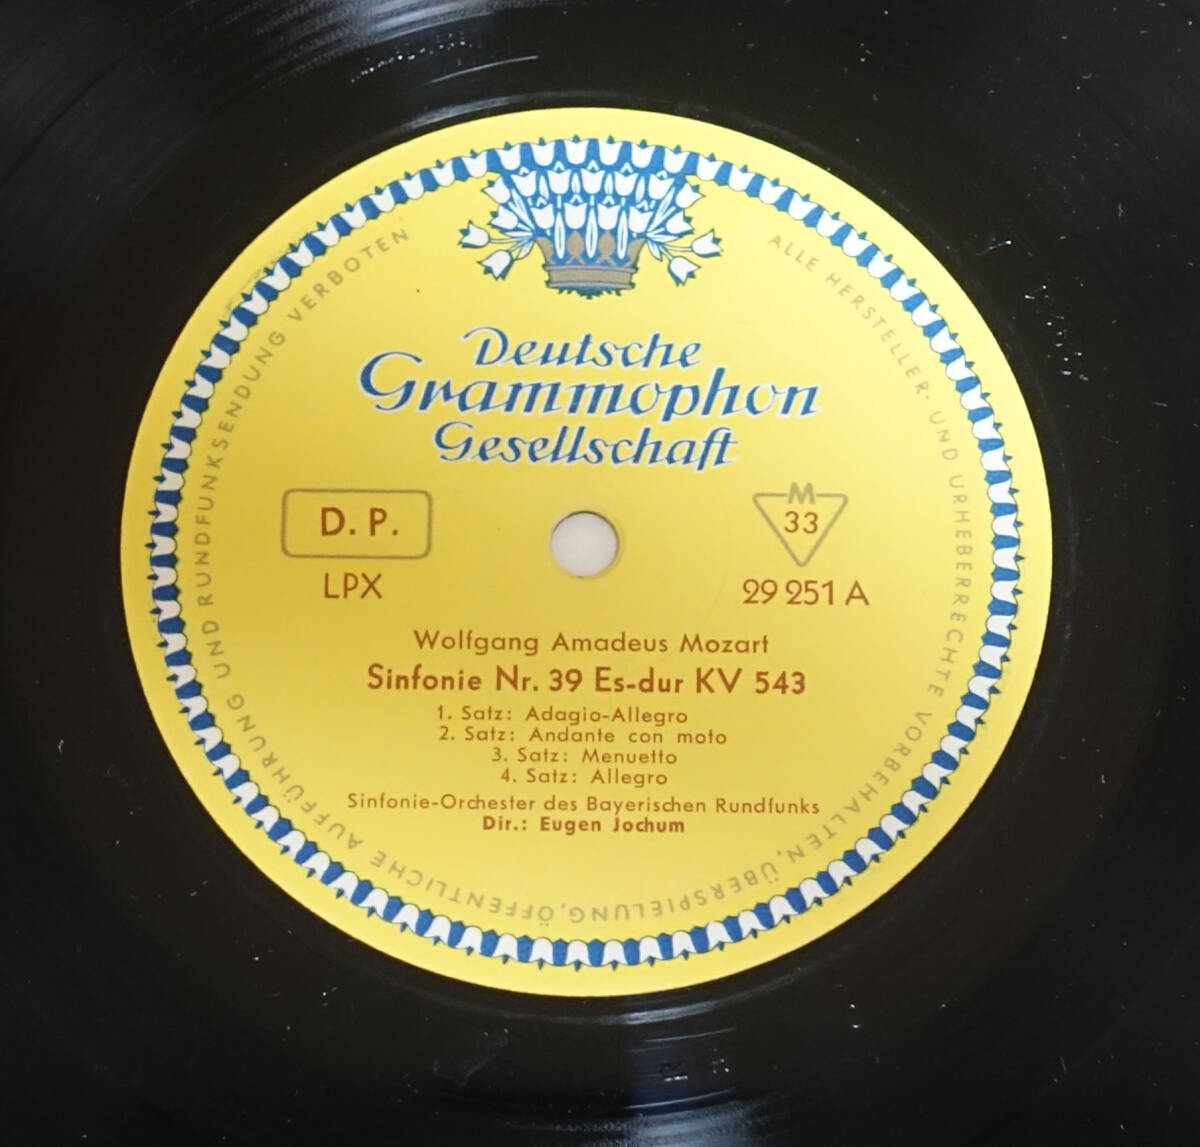 Deutsche
Grammophon
Gesellschaft
D. P.
LPX
M
33
29 251 A
Wolfgang Amadeus Mozart
Sinfonie Nr. 39 Es-dur KV 543
1. Satz: Adagio-Allegro
2. Satz: Andante con moto
3. Satz: Menuetto
4. Satz: Allegro
Sinfonie-Orchester des Bayerischen Rundfunks
Dir.: Eugen Jochum
ALLE HERSTELLER- UND URHEBERRECHTE VORBEHALTEN, ÜBERSPIELUNG, ÖFFENTLICHE AUFFÜHRUNG UND RUNDFUNKSENDUNG VERBOTEN